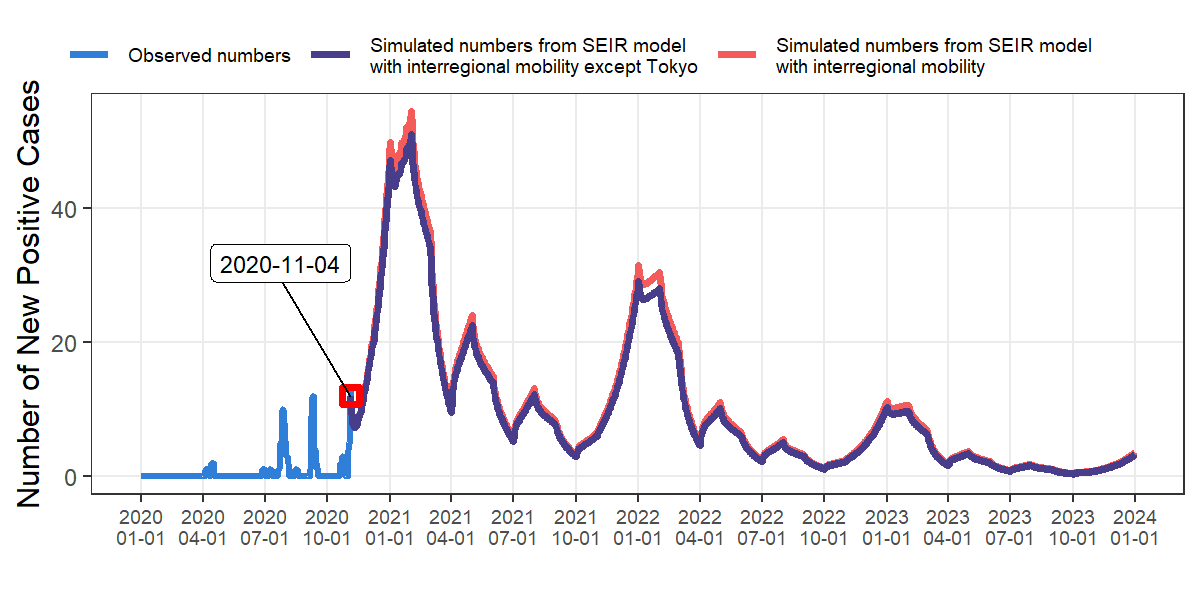 Observed numbers
Simulated numbers from SEIR model
with interregional mobility except Tokyo
Simulated numbers from SEIR model
with interregional mobility
Number of New Positive Cases
40
20
0
2020-11-04
2020 2020 2020 2020 2021 2021 2021 2021 2022 2022 2022 2022 2023 2023 2023 2023 2024
01-01 04-01 07-01 10-01 01-01 04-01 07-01 10-01 01-01 04-01 07-01 10-01 01-01 04-01 07-01 10-01 01-01